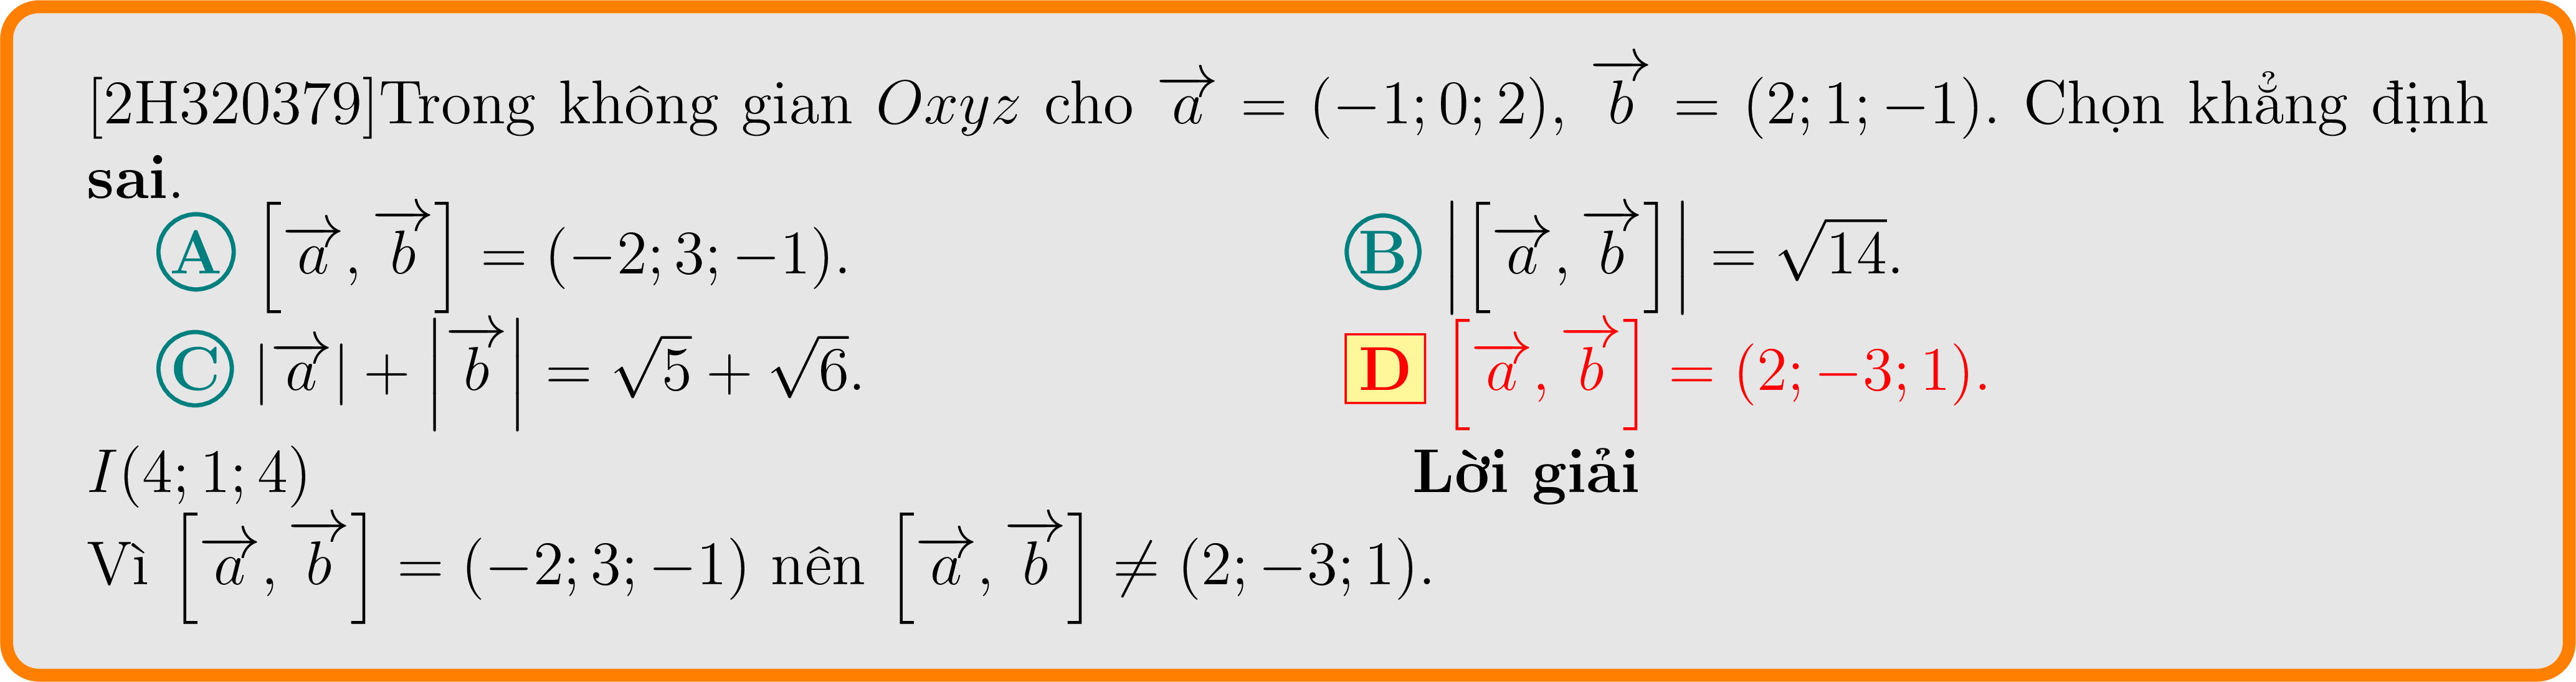 [2H320379]Trong không gian $Oxyz$ cho $\overrightarrow{a} = (-1; 0; 2)$, $\overrightarrow{b} = (2; 1; -1)$. Chọn khẳng định
sai.
A $\left[\overrightarrow{a}, \overrightarrow{b}\right] = (-2; 3; -1)$. B $\left|\left[\overrightarrow{a}, \overrightarrow{b}\right]\right| = \sqrt{14}$.
C $|\overrightarrow{a}| + \left|\overrightarrow{b}\right| = \sqrt{5} + \sqrt{6}$. D $\left[\overrightarrow{a}, \overrightarrow{b}\right] = (2; -3; 1)$.
$I(4; 1; 4)$ Lời giải
Vì $\left[\overrightarrow{a}, \overrightarrow{b}\right] = (-2; 3; -1)$ nên $\left[\overrightarrow{a}, \overrightarrow{b}\right] \neq (2; -3; 1)$.